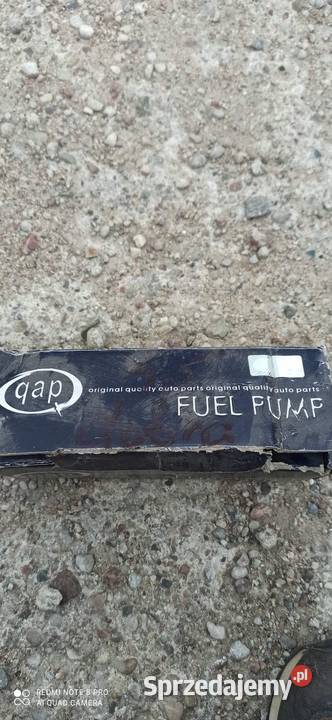 qap
original quality auto parts original quality auto parts
FUEL PUMP
REDMI NOTE 8 PRO
AI QUAD CAMERA
Sprzedajemy.pl